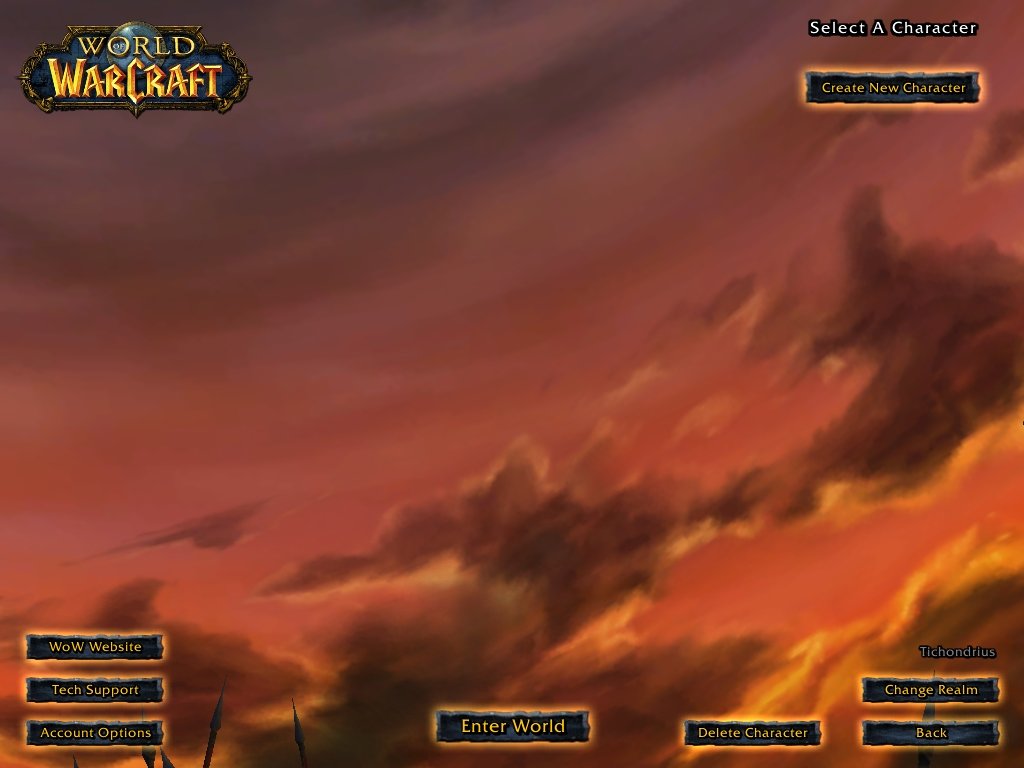 WORLD
OF
WARCRAFT
Select A Character
Create New Character
WoW Website
Tech Support
Account Options
Enter World
Delete Character
Tichondrius
Change Realm
Back